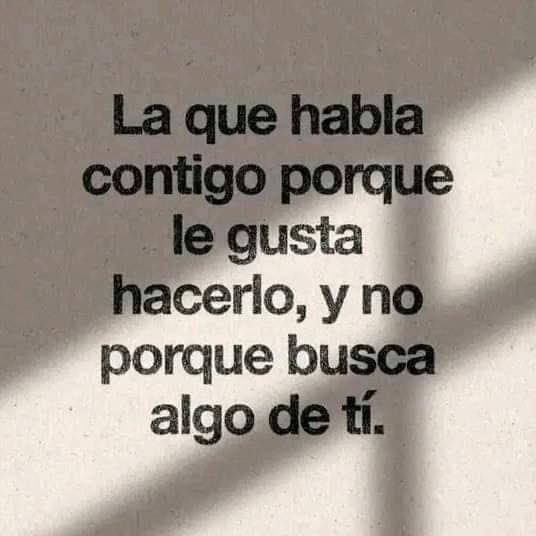 La que habla
contigo porque
le gusta
hacerlo, y no
porque busca
algo de tí.